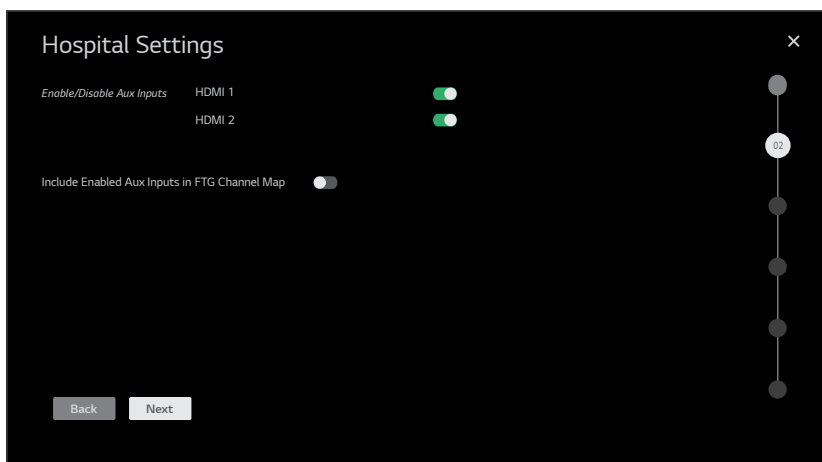 Hospital Settings
Enable/Disable Aux Inputs HDMI 1
HDMI 2
02
Include Enabled Aux Inputs in FTG Channel Map
Back Next